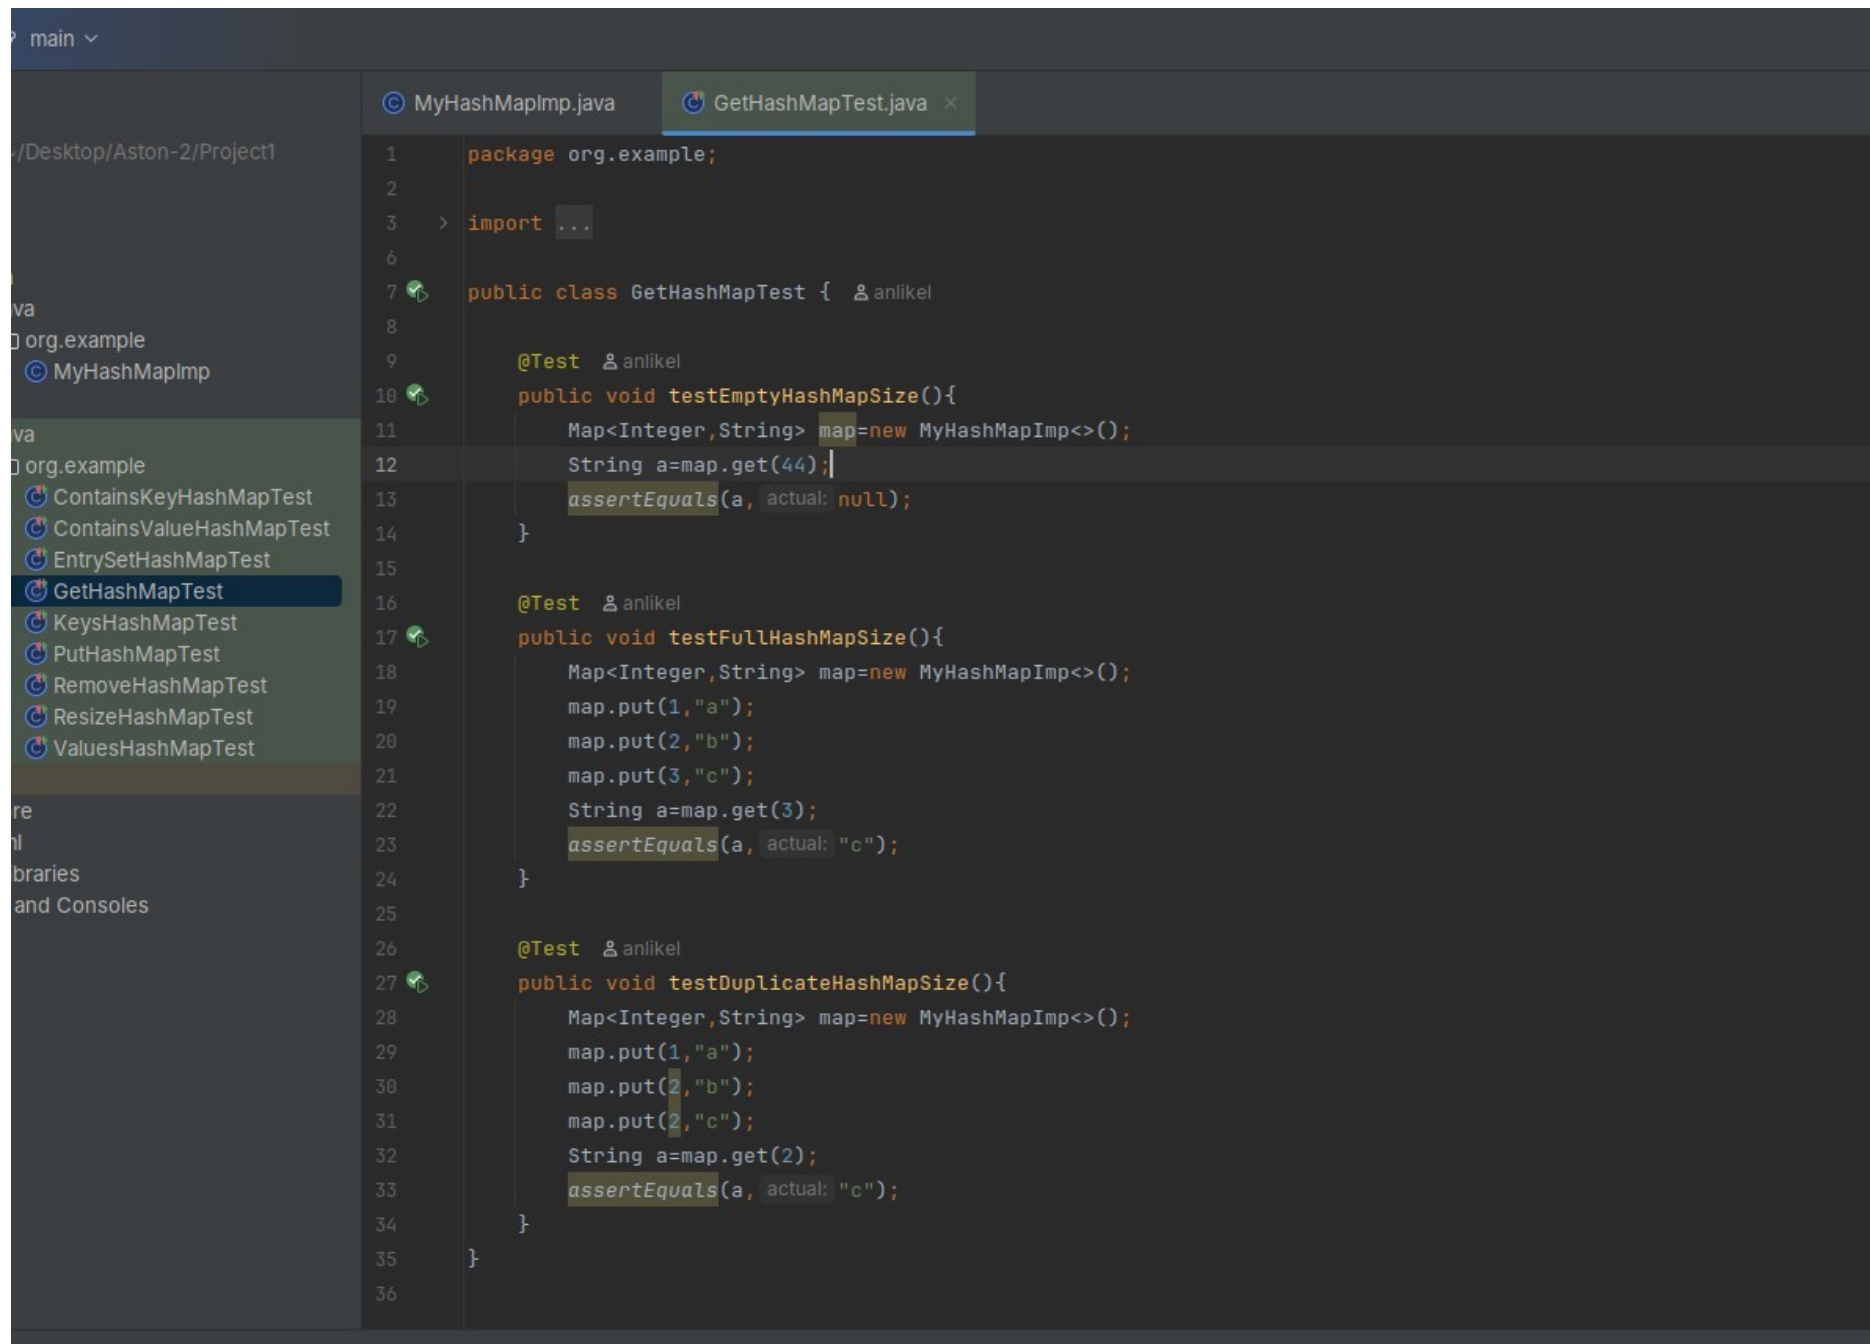 main
/Desktop/Aston-2/Project1
va
org.example
MyHashMapImp
va
org.example
ContainsKeyHashMapTest
ContainsValueHashMapTest
EntrySetHashMapTest
GetHashMapTest
KeysHashMapTest
PutHashMapTest
RemoveHashMapTest
ResizeHashMapTest
ValuesHashMapTest
re
nl
braries
and Consoles
MyHashMapImp.java GetHashMapTest.java
1 package org.example;
2
3 import ...
6
7 public class GetHashMapTest { anlikel
8
9 @Test anlikel
10 public void testEmptyHashMapSize(){
11 Map<Integer,String> map=new MyHashMapImp<>();
12 String a=map.get(44);
13 assertEquals(a, actual: null);
14 }
15
16 @Test anlikel
17 public void testFullHashMapSize(){
18 Map<Integer,String> map=new MyHashMapImp<>();
19 map.put(1,"a");
20 map.put(2,"b");
21 map.put(3,"c");
22 String a=map.get(3);
23 assertEquals(a, actual: "c");
24 }
25
26 @Test anlikel
27 public void testDuplicateHashMapSize(){
28 Map<Integer,String> map=new MyHashMapImp<>();
29 map.put(1,"a");
30 map.put(2,"b");
31 map.put(2,"c");
32 String a=map.get(2);
33 assertEquals(a, actual: "c");
34 }
35 }
36